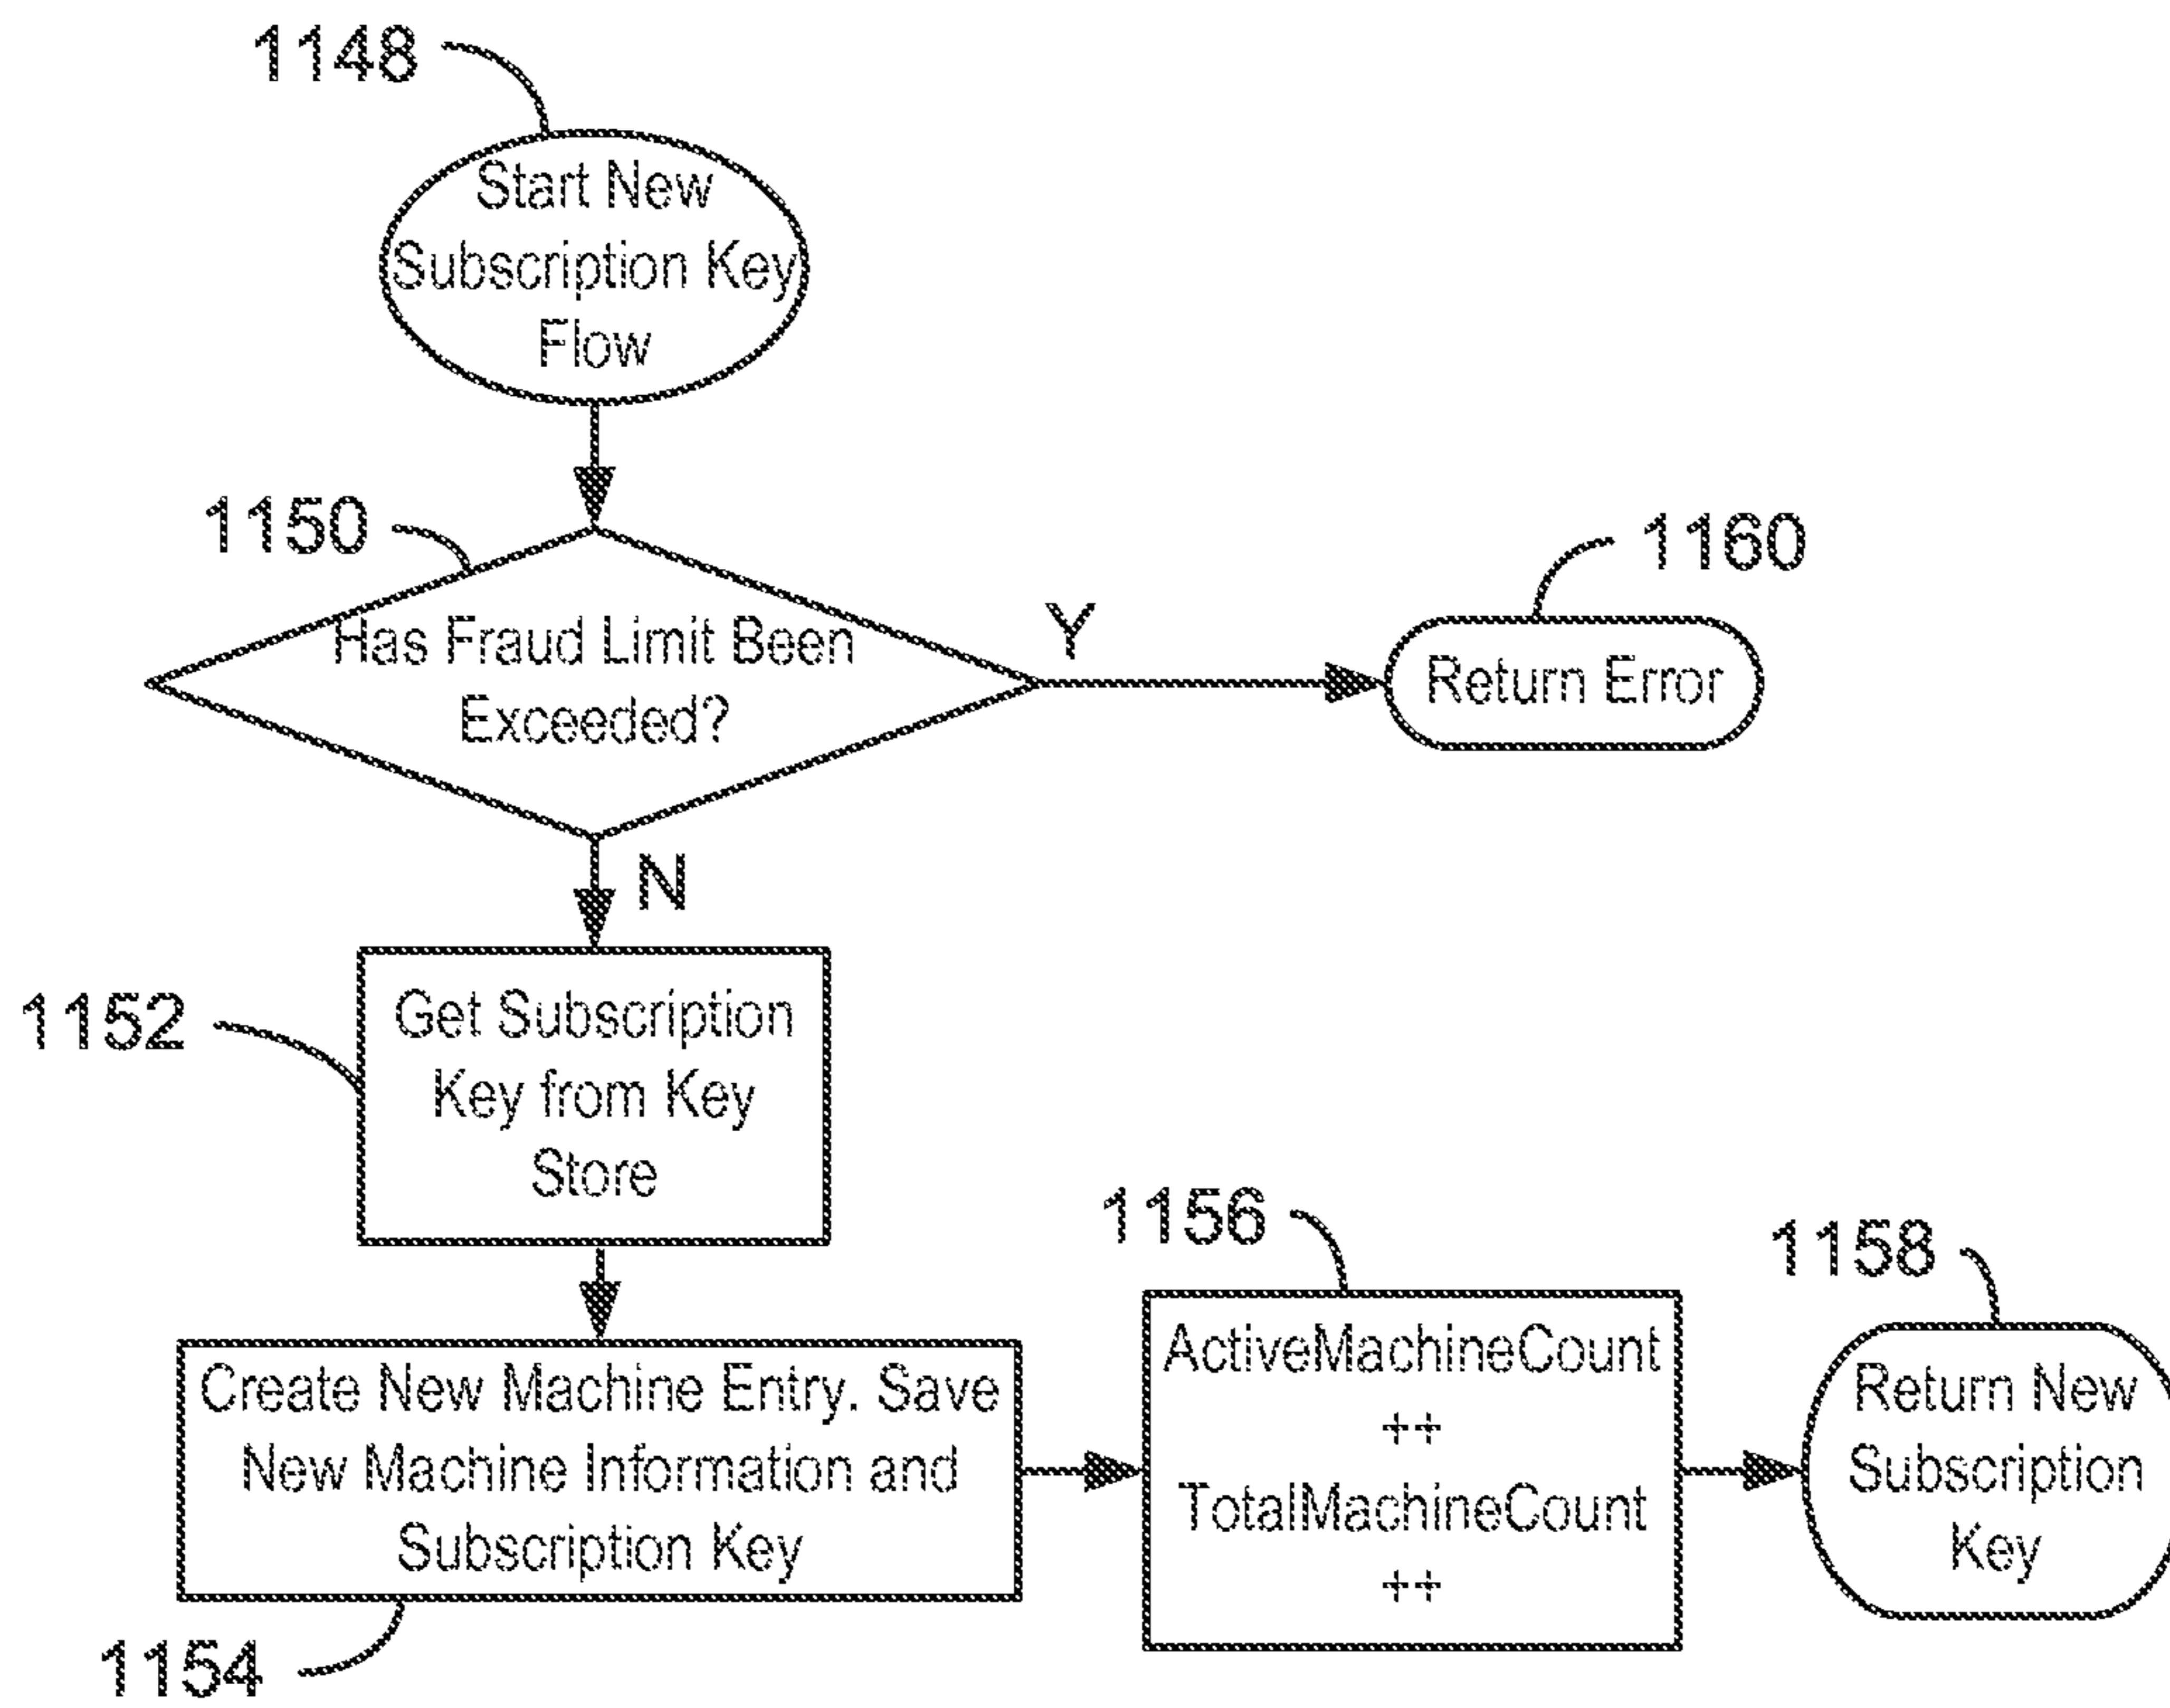 1148
Start New
Subscription Key
Flow
1150
Has Fraud Limit Been
Exceeded?
Y
1160
Return Error
N
1152
Get Subscription
Key from Key
Store
1154
Create New Machine Entry. Save
New Machine Information and
Subscription Key
1156
ActiveMachineCount
++
TotalMachineCount
++
1158
Return New
Subscription
Key